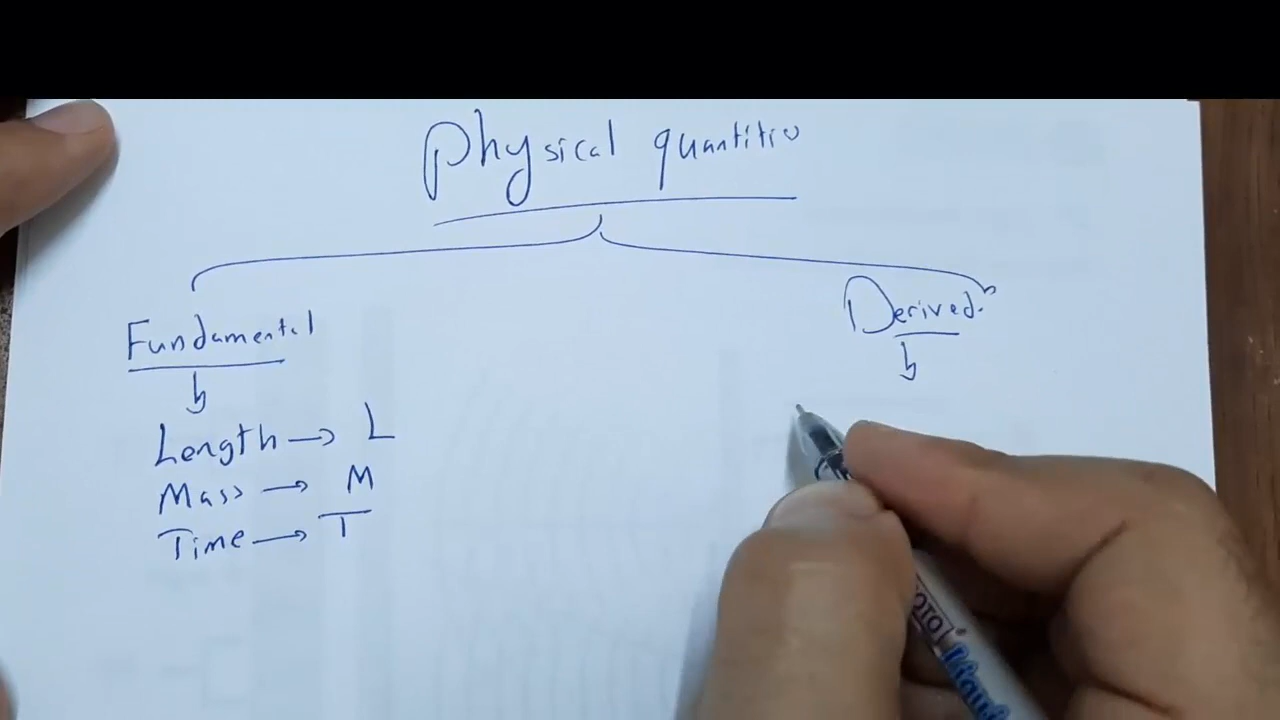 Physical quantitie
Fundamental
Derived.
Length → L
Mass → M
Time → T